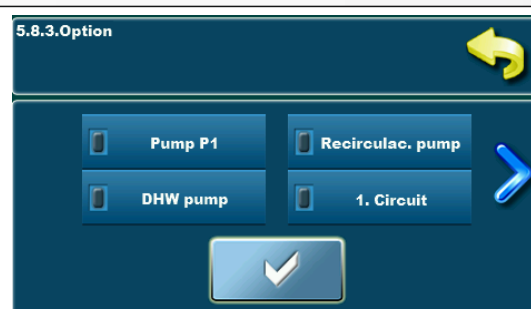 5.8.3.Option
Pump P1
Recirculac. pump
DHW pump
1. Circuit